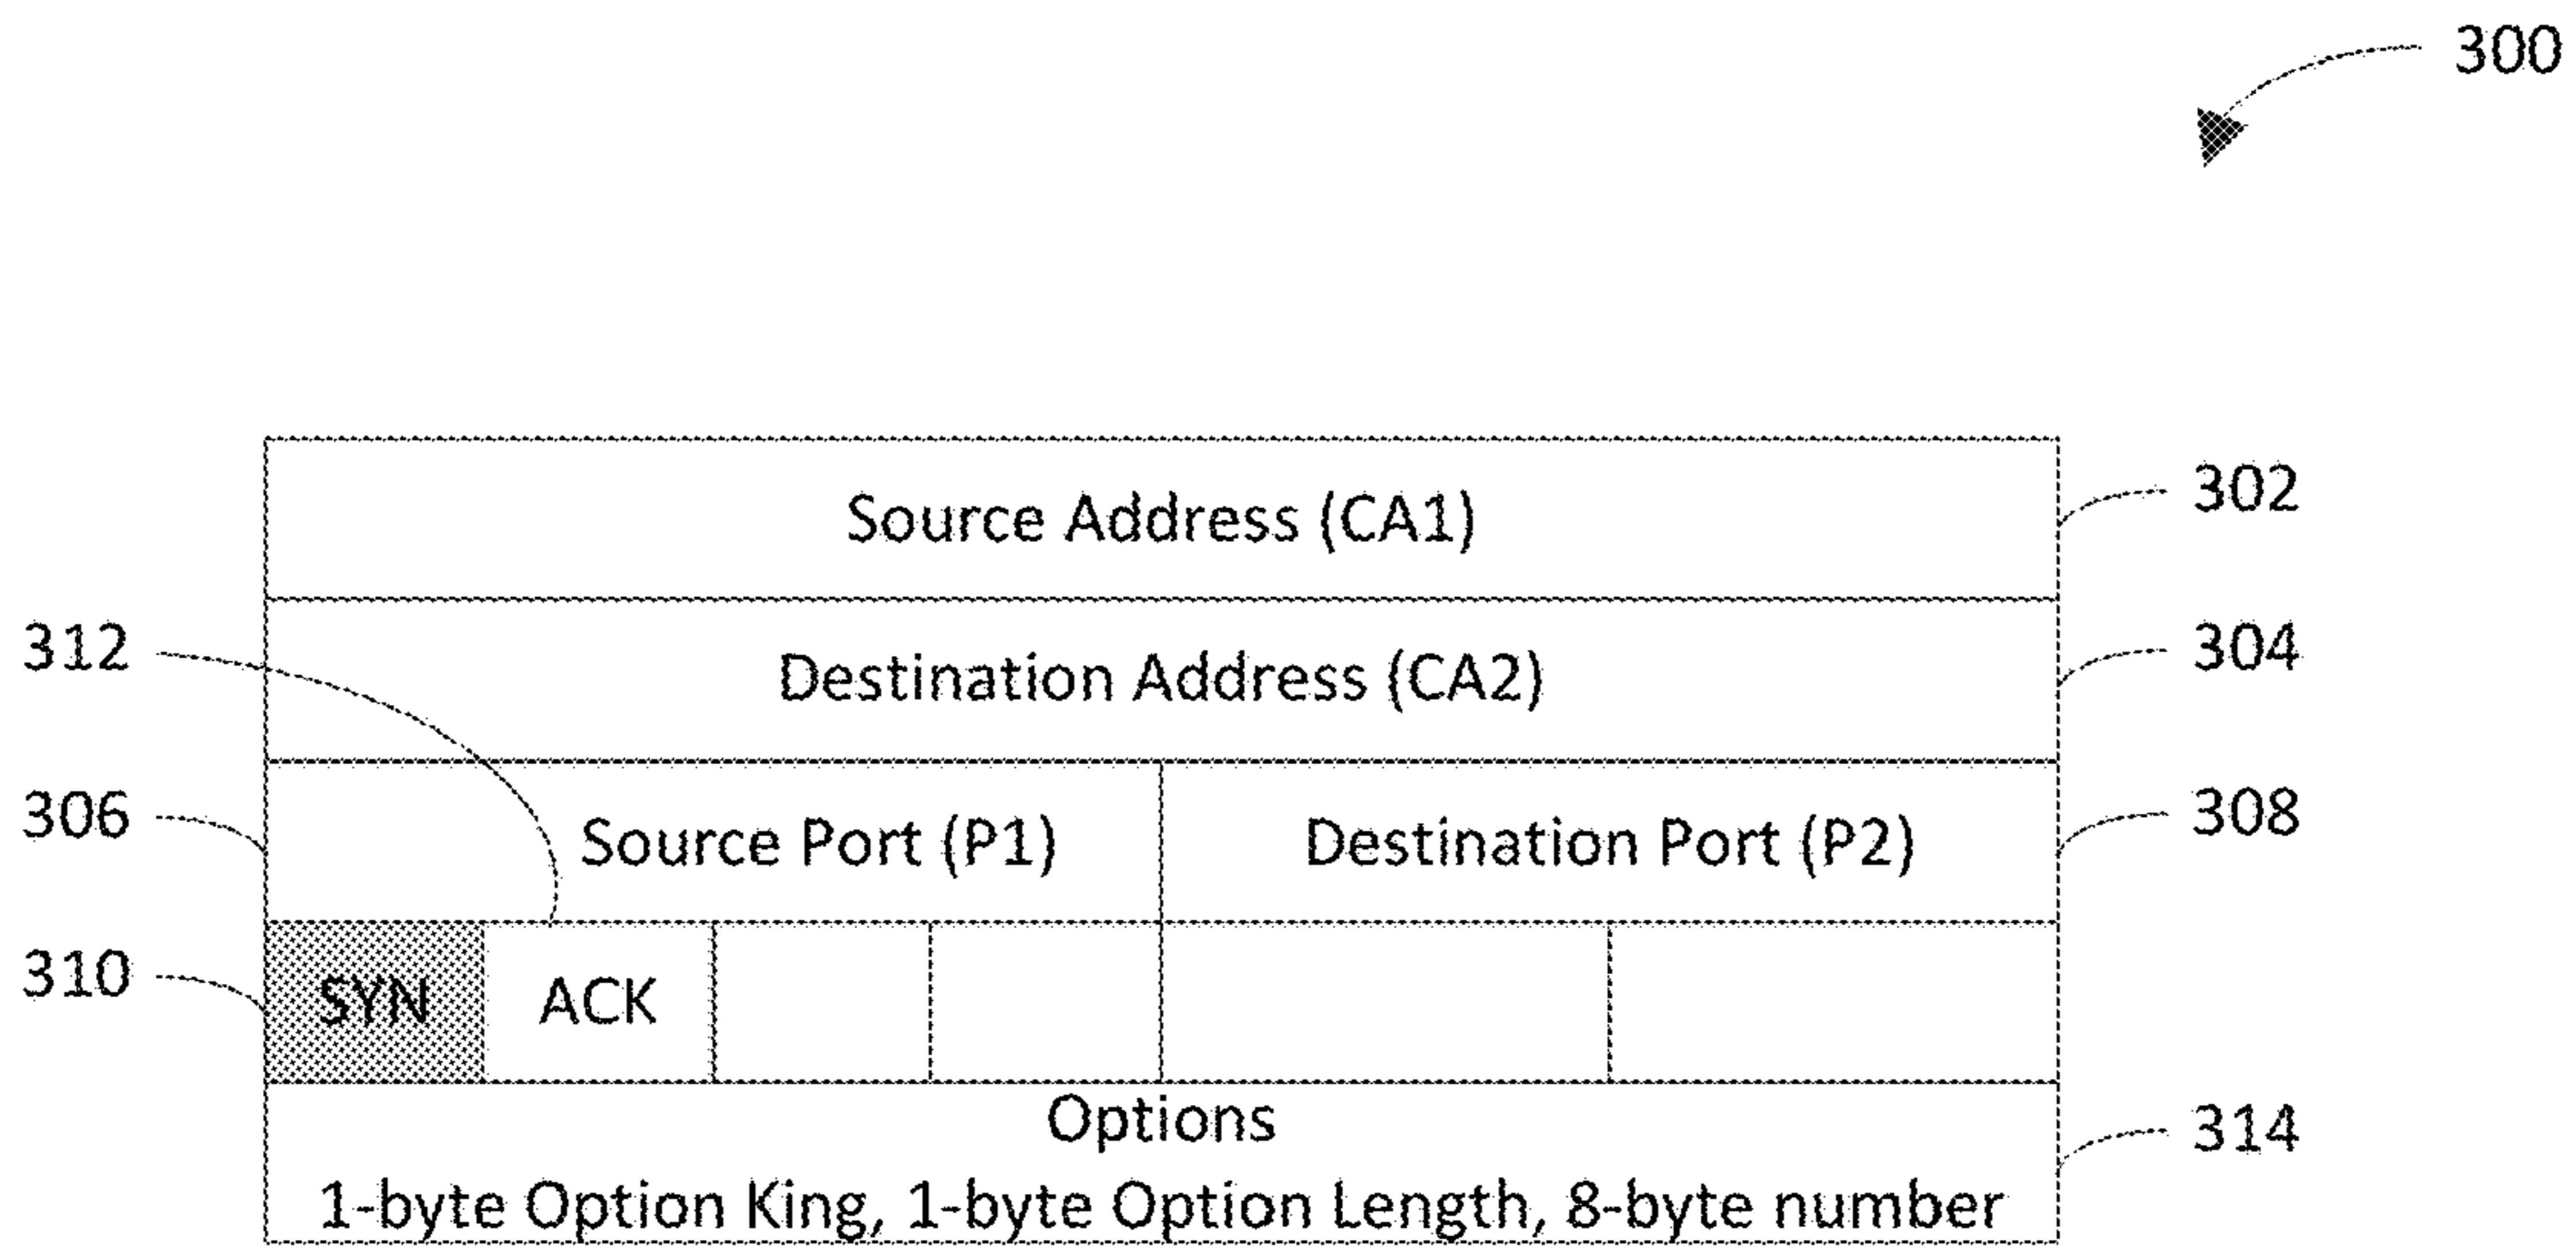 300
Source Address (CA1)
302
312
Destination Address (CA2)
304
306
Source Port (P1)
Destination Port (P2)
308
310
SYN
ACK
Options
314
1-byte Option King, 1-byte Option Length, 8-byte number